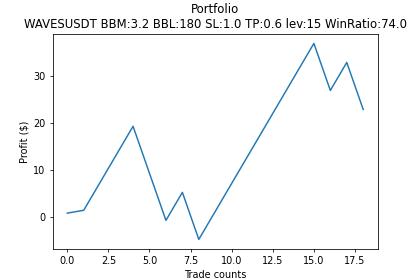 Portfolio
WAVESUSDT BBM:3.2 BBL:180 SL:1.0 TP:0.6 lev:15 WinRatio:74.0
Profit ($)
30
20
10
0
0.0 2.5 5.0 7.5 10.0 12.5 15.0 17.5
Trade counts